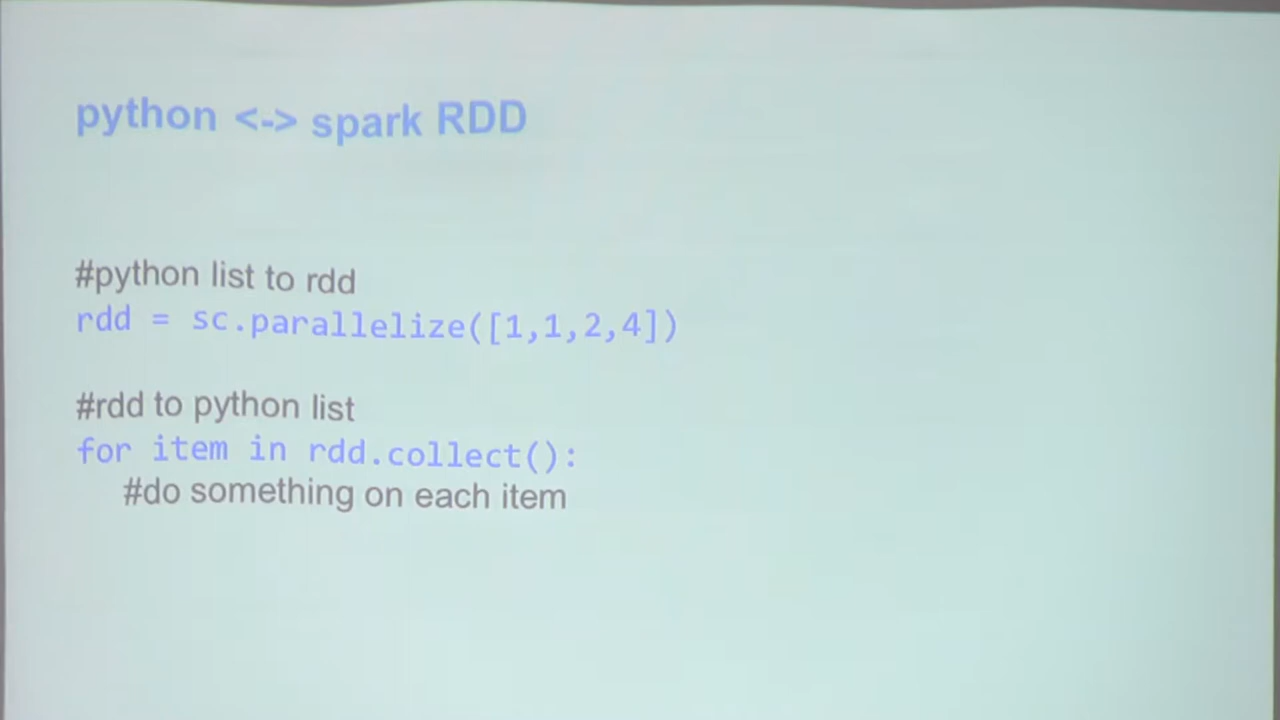 python <-> spark RDD
#python list to rdd
rdd = sc.parallelize([1,1,2,4])
#rdd to python list
for item in rdd.collect():
#do something on each item